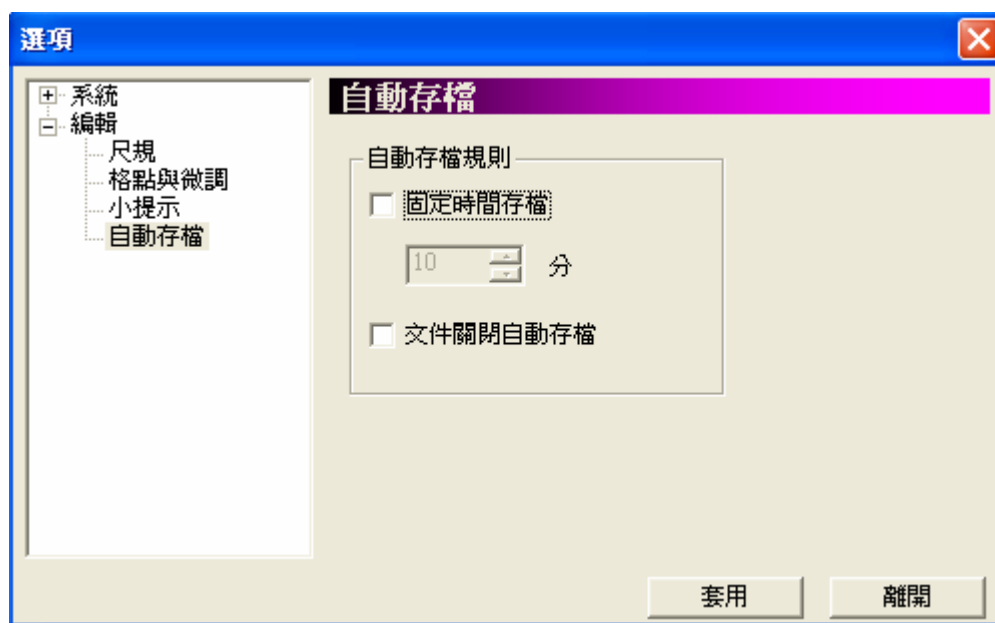 選項
系統
編輯
尺規
格點與微調
小提示
自動存檔
自動存檔
自動存檔規則
固定時間存檔
10 分
文件關閉自動存檔
套用 離開